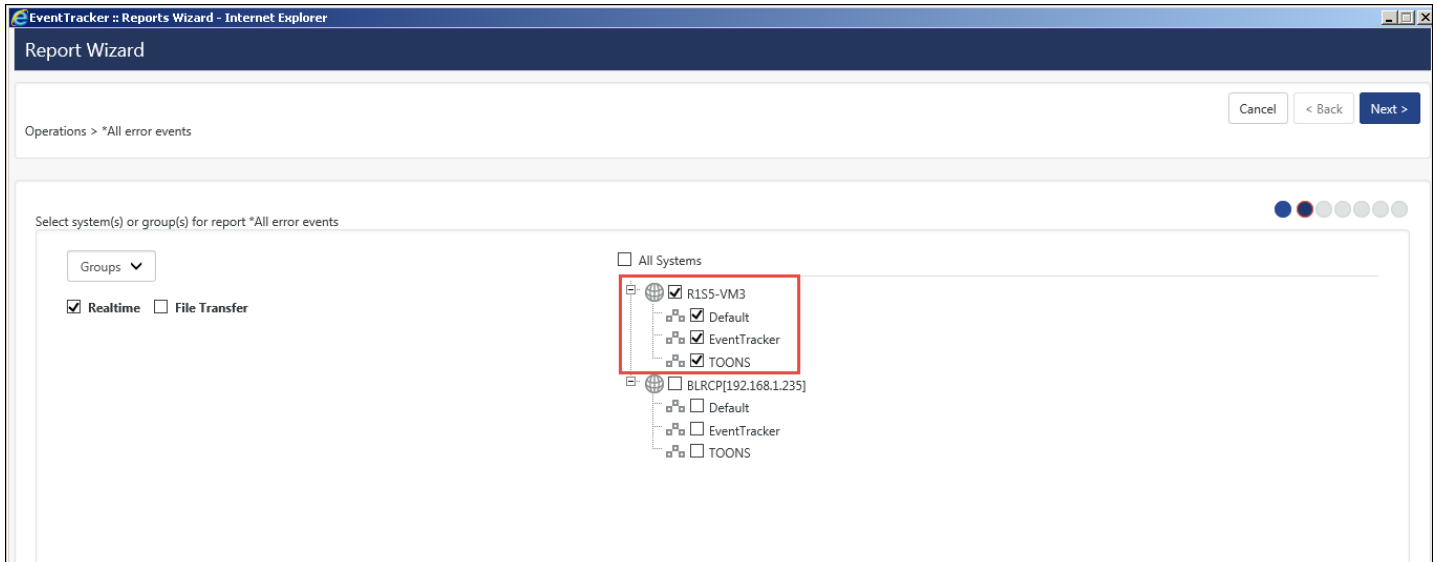 EventTracker :: Reports Wizard - Internet Explorer
Report Wizard
Cancel
< Back
Next >
Operations > *All error events
Select system(s) or group(s) for report *All error events
Groups
Realtime
File Transfer
All Systems
R1S5-VM3
Default
EventTracker
TOONS
BLRCP[192.168.1.235]
Default
EventTracker
TOONS